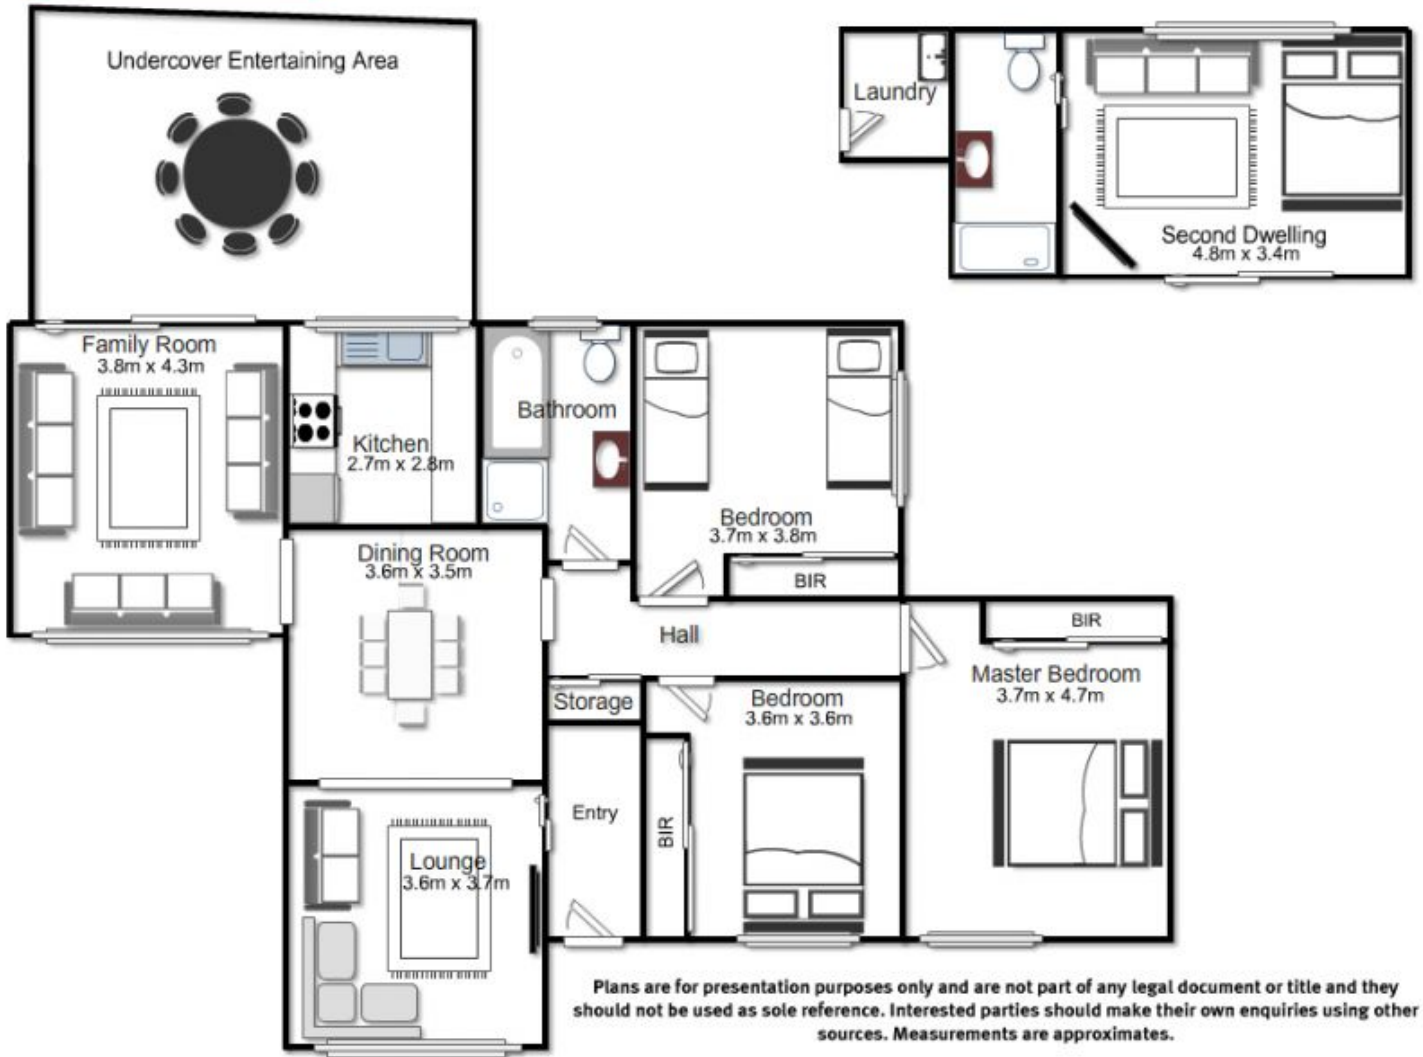 Undercover Entertaining Area
Laundry
Second Dwelling
4.8m x 3.4m
Family Room
3.8m x 4.3m
Kitchen
2.7m x 2.8m
Bathroom
Bedroom
3.7m x 3.8m
BIR
Dining Room
3.6m x 3.5m
Hall
BIR
Master Bedroom
3.7m x 4.7m
Storage
Bedroom
3.6m x 3.6m
Entry
BIR
Lounge
3.6m x 3.7m
Plans are for presentation purposes only and are not part of any legal document or title and they
should not be used as sole reference. Interested parties should make their own enquiries using other
sources. Measurements are approximates.